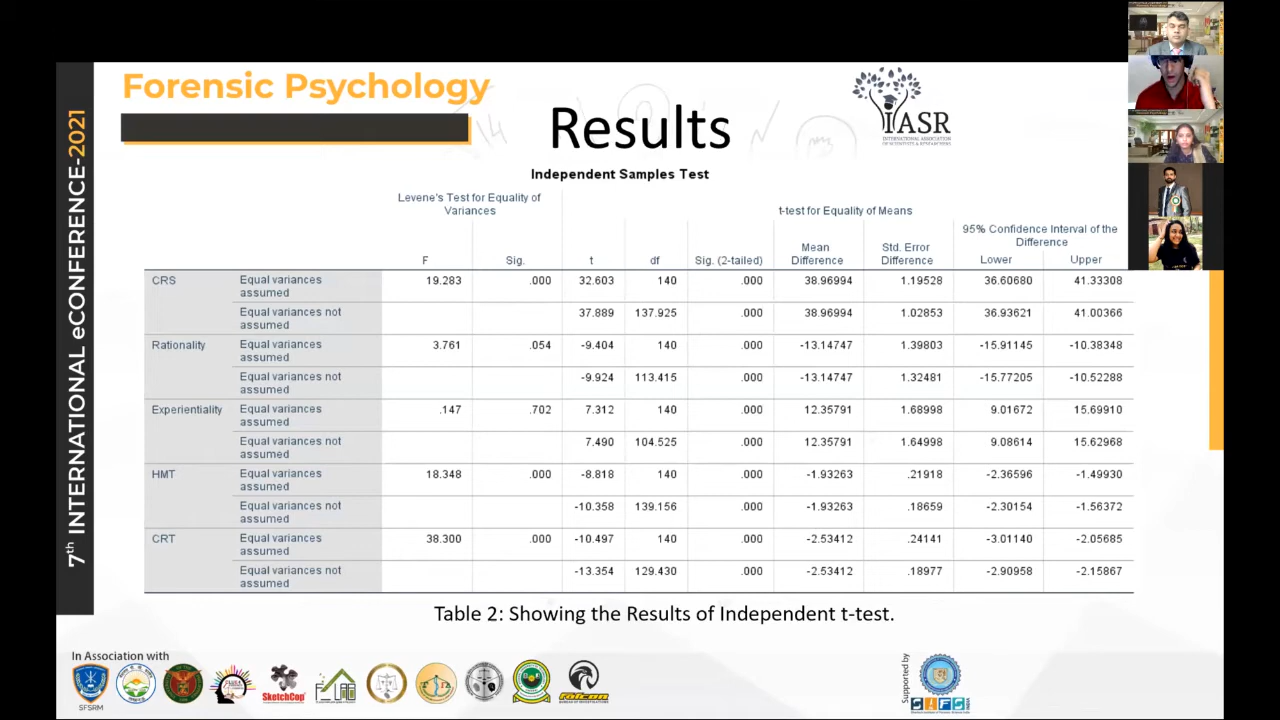 Forensic Psychology
Results
IASR
INTERNATIONAL ASSOCIATION
OF SCIENTISTS & RESEARCHERS
7th INTERNATIONAL eCONFERENCE-2021
Independent Samples Test
Levene's Test for Equality of
Variances
t-test for Equality of Means
95% Confidence Interval of the
Difference
F Sig. t df Sig. (2-tailed) Mean Difference Std. Error Difference Lower Upper
CRS Equal variances assumed 19.283 .000 32.603 140 .000 38.96994 1.19528 36.60680 41.33308
Equal variances not assumed 37.889 137.925 .000 38.96994 1.02853 36.93621 41.00366
Rationality Equal variances assumed 3.761 .054 -9.404 140 .000 -13.14747 1.39803 -15.91145 -10.38348
Equal variances not assumed -9.924 113.415 .000 -13.14747 1.32481 -15.77205 -10.52288
Experientiality Equal variances assumed .147 .702 7.312 140 .000 12.35791 1.68998 9.01672 15.69910
Equal variances not assumed 7.490 104.525 .000 12.35791 1.64998 9.08614 15.62968
HMT Equal variances assumed 18.348 .000 -8.818 140 .000 -1.93263 .21918 -2.36596 -1.49930
Equal variances not assumed -10.358 139.156 .000 -1.93263 .18659 -2.30154 -1.56372
CRT Equal variances assumed 38.300 .000 -10.497 140 .000 -2.53412 .24141 -3.01140 -2.05685
Equal variances not assumed -13.354 129.430 .000 -2.53412 .18977 -2.90958 -2.15867
Table 2: Showing the Results of Independent t-test.
In Association with
SFSRM
SketchCop
falcon
BUREAU OF INVESTIGATIONS
Supported by
SIFS
INDIA